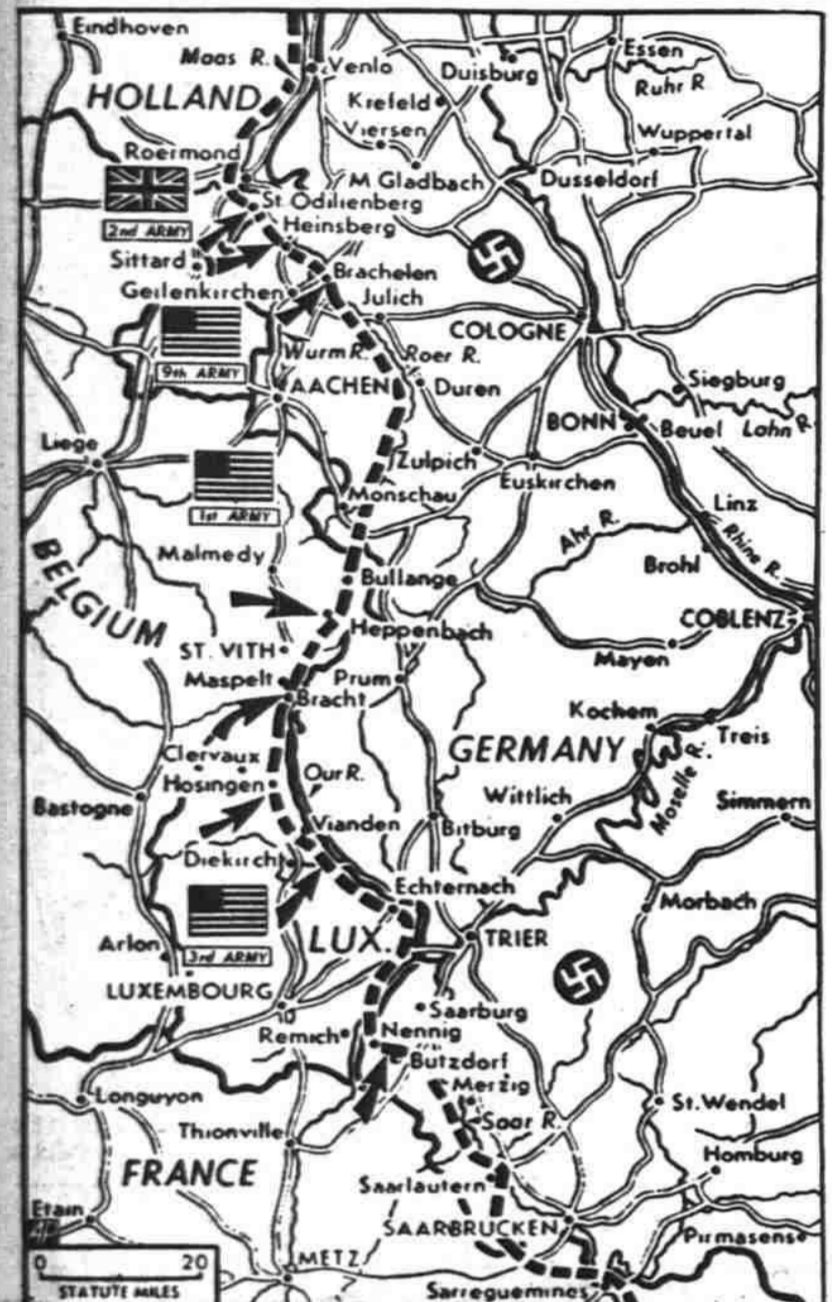 Eindhoven
Maas R.
Venlo
Duisburg
Essen
HOLLAND
Krefeld
Ruhr R.
Viersen
Wuppertal
Roermond
M Gladbach
Dusseldorf
St. Odilienberg
2nd ARMY
Heinsberg
Sittard
Brachelen
Geilenkirchen
Julich
COLOGNE
Wurm R.
Roer R.
9th ARMY
AACHEN
Duren
Siegburg
BONN
Beuel
Lahn R.
Liege
Zulpich
Euskirchen
1st ARMY
Monschau
Linz
Ahr R.
Rhine R.
Malmedy
Brohl
BELGIUM
Bullange
COBLENZ
Heppenbach
ST. VITH
Mayen
Maspelt
Prum
Bracht
Kochem
Treis
Clervaux
GERMANY
Our R.
Hosingen
Moselle R.
Wittlich
Simmern
Bastogne
Vianden
Bitburg
Diekirch
Echternach
Morbach
Arlon
3rd ARMY
LUX.
TRIER
LUXEMBOURG
Saarburg
Remich
Nennig
Butzdorf
Merzig
Longuyon
St. Wendel
Saar R.
Thionville
Homburg
FRANCE
Saarlautern
Etain
SAARBRUCKEN
Pirmasens
0 20
METZ
STATUTE MILES
Sarreguemines